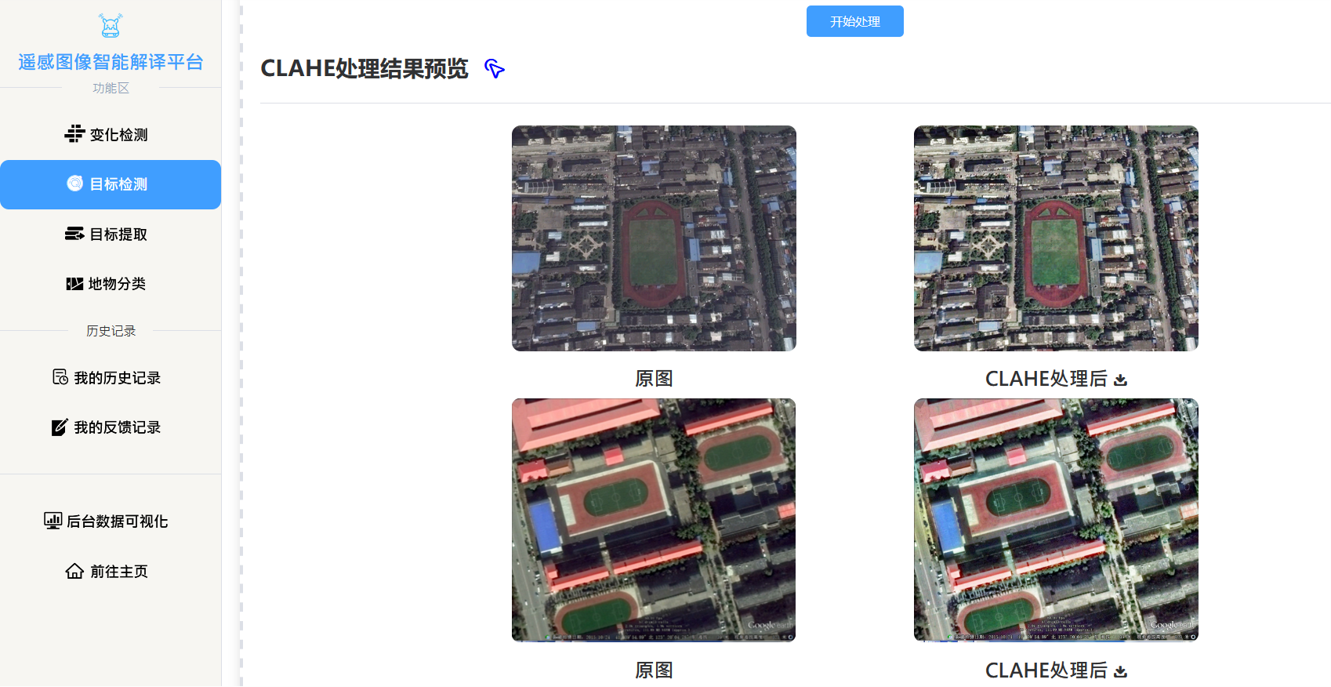 遥感图像智能解译平台
功能区
变化检测
目标检测
目标提取
地物分类
历史记录
我的历史记录
我的反馈记录
后台数据可视化
前往主页
开始处理
CLAHE处理结果预览
原图
CLAHE处理后
Google
Google
原图
CLAHE处理后